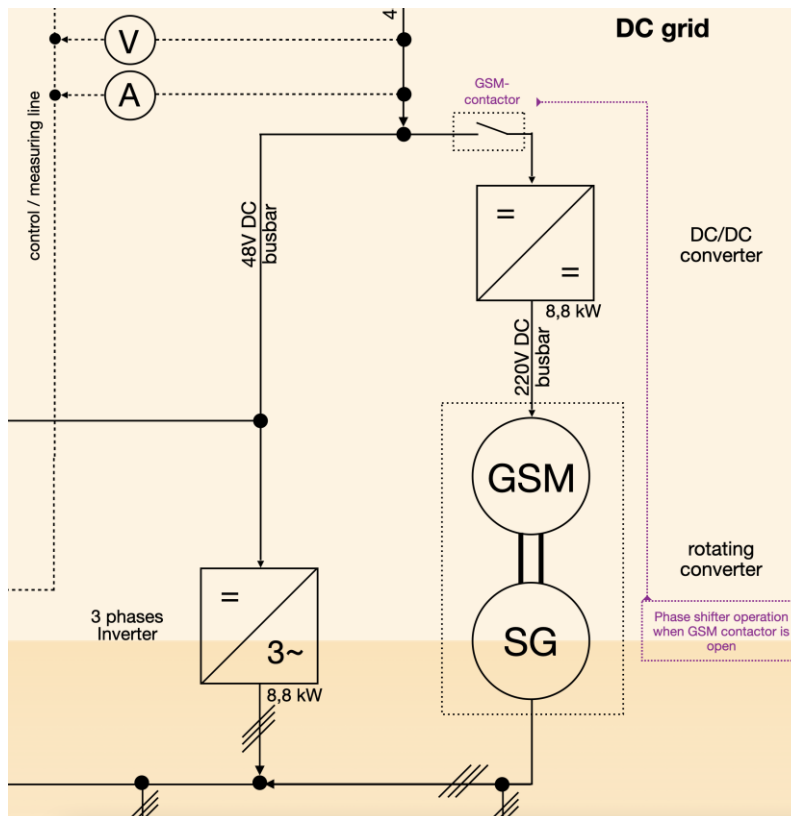 4
DC grid
V
A
GSM-
contactor
control / measuring line
48V DC
busbar
=
=
DC/DC
converter
8,8 kW
220V DC
busbar
GSM
rotating
converter
3 phases
Inverter
=
3~
SG
Phase shifter operation
when GSM contactor is
open
8,8 kW